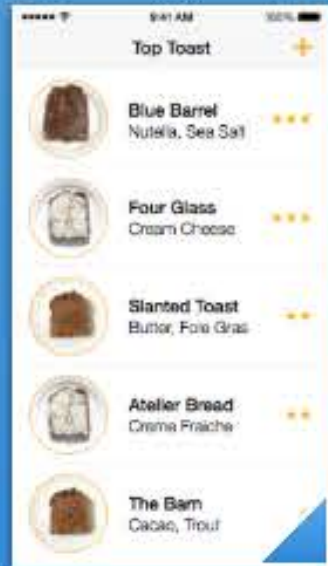 9:41 AM
100%
Top Toast
Blue Barrel
Nutella, Sea Salt
Four Glass
Cream Cheese
Slanted Toast
Butter, Foie Gras
Atelier Bread
Creme Fraiche
The Barn
Cacao, Trout